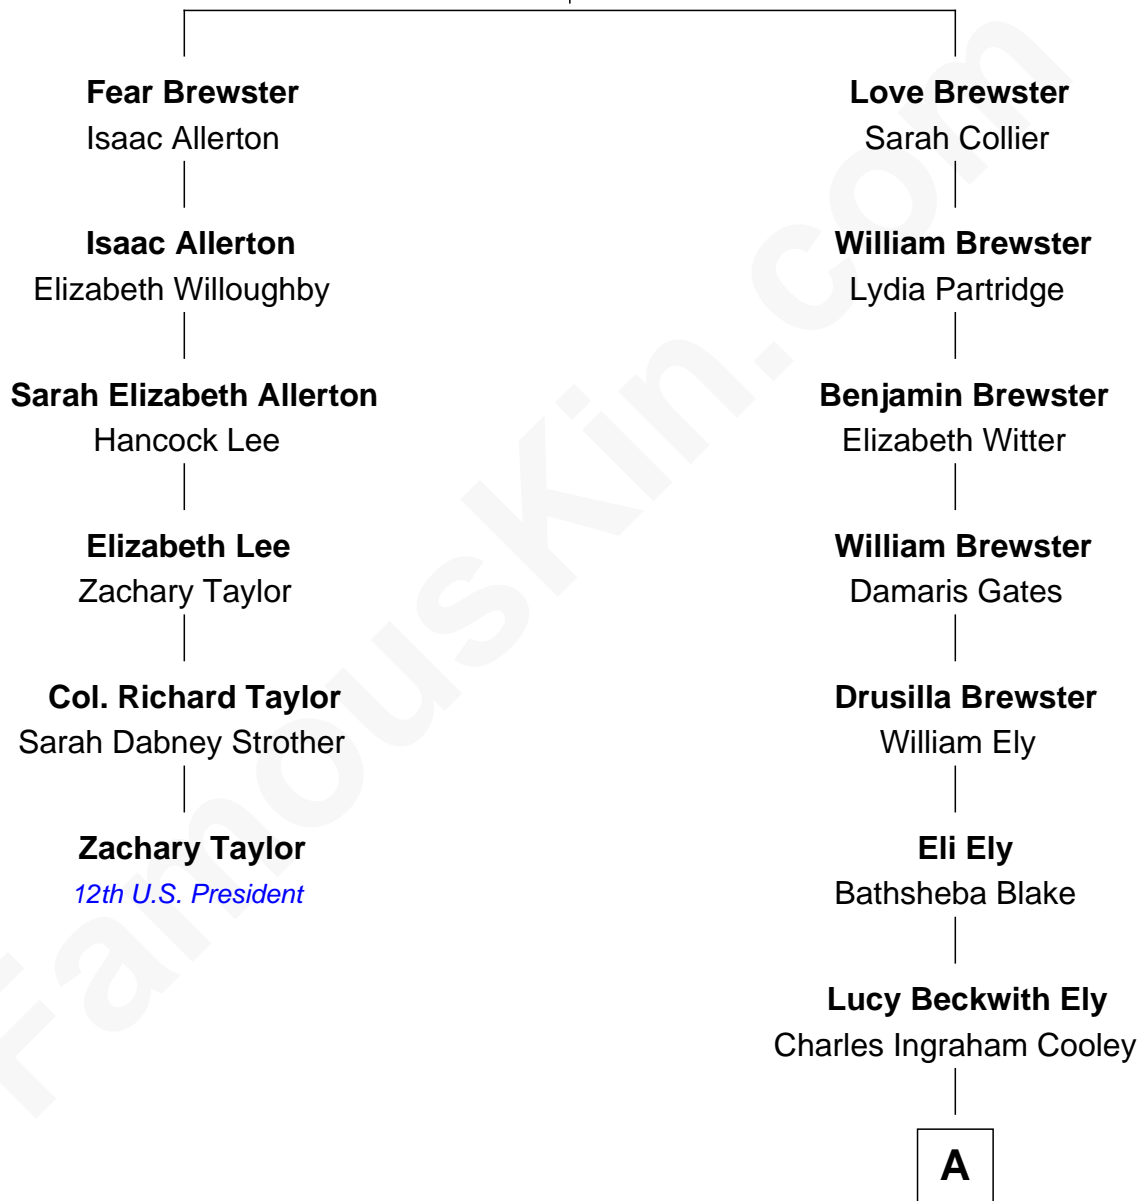 Fear Brewster
Isaac Allerton
Isaac Allerton
Elizabeth Willoughby
Sarah Elizabeth Allerton
Hancock Lee
Elizabeth Lee
Zachary Taylor
Col. Richard Taylor
Sarah Dabney Strother
Zachary Taylor
12th U.S. President
Love Brewster
Sarah Collier
William Brewster
Lydia Partridge
Benjamin Brewster
Elizabeth Witter
William Brewster
Damaris Gates
Drusilla Brewster
William Ely
Eli Ely
Bathsheba Blake
Lucy Beckwith Ely
Charles Ingraham Cooley
A
FamousKin.com